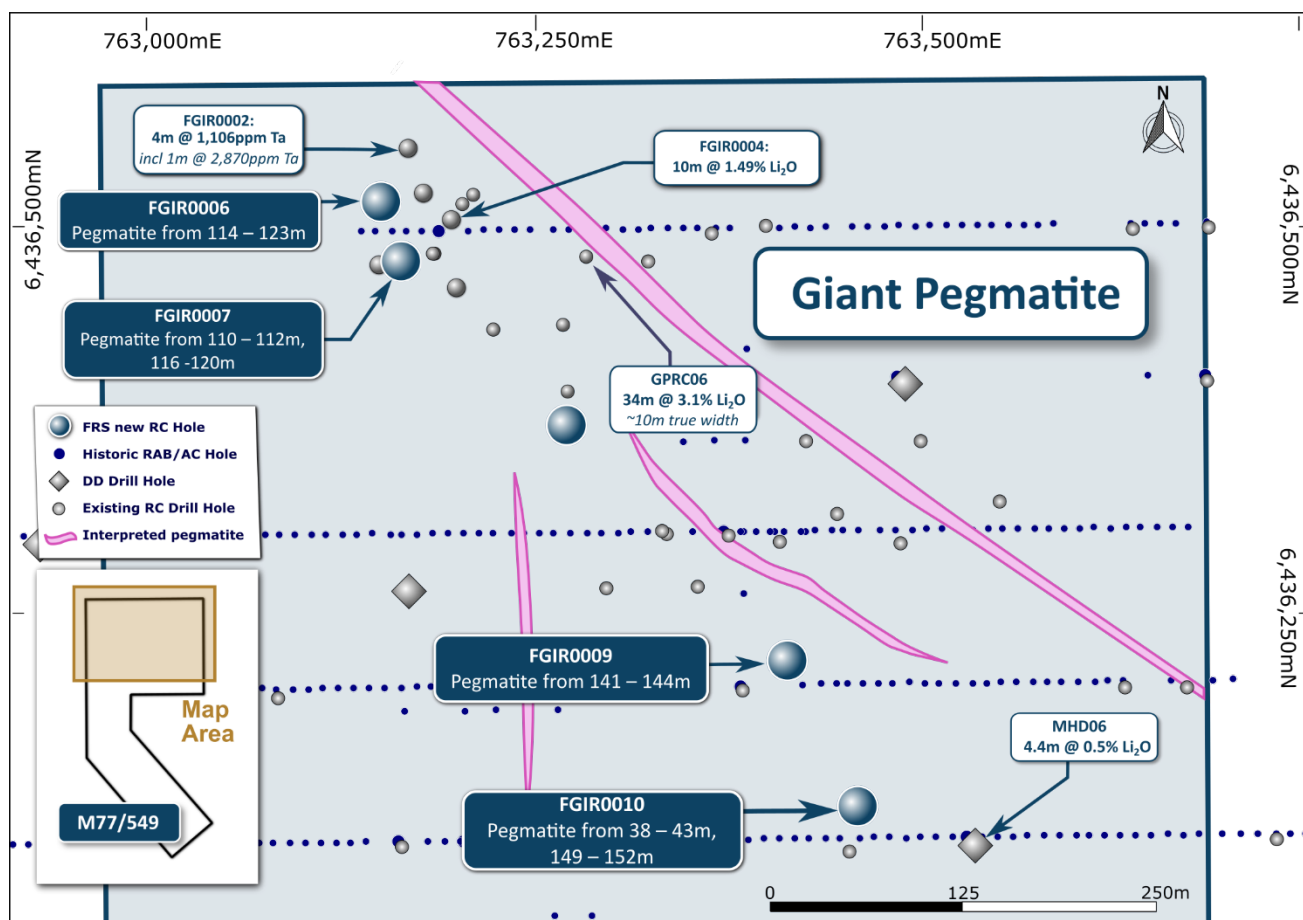 763,000mE
763,250mE
763,500mE
N
6,436,500mN
6,436,500mN
6,436,250mN
FGIR0002:
4m @ 1,106ppm Ta
incl 1m @ 2,870ppm Ta
FGIR0004:
10m @ 1.49% Li₂O
FGIR0006
Pegmatite from 114 – 123m
Giant Pegmatite
FGIR0007
Pegmatite from 110 – 112m,
116 -120m
GPRC06
34m @ 3.1% Li₂O
~10m true width
FRS new RC Hole
Historic RAB/AC Hole
DD Drill Hole
Existing RC Drill Hole
Interpreted pegmatite
FGIR0009
Pegmatite from 141 – 144m
Map
Area
M77/549
MHD06
4.4m @ 0.5% Li₂O
FGIR0010
Pegmatite from 38 – 43m,
149 – 152m
0
125
250m